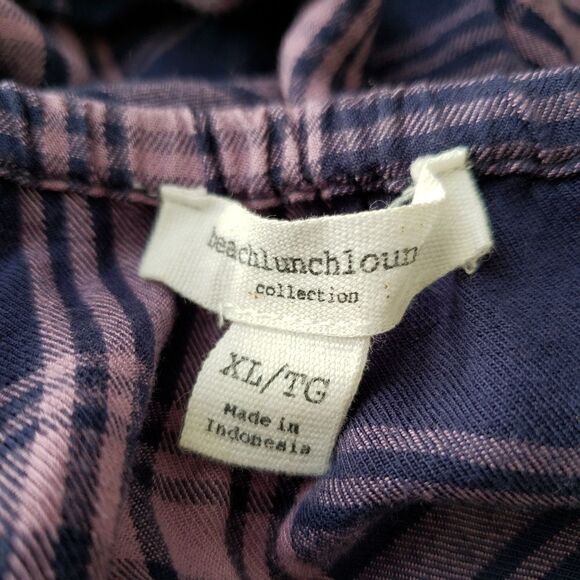 beachlunchloun
collection
XL/TG
Made in
Indonesia